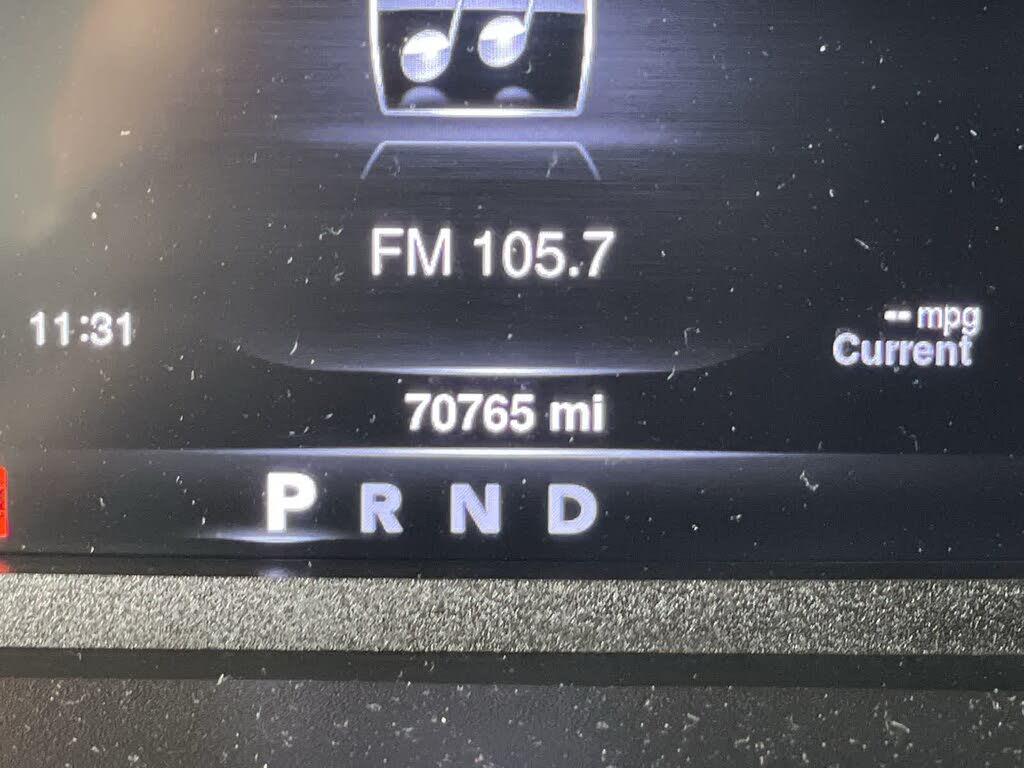 FM 105.7
11:31
-- mpg
Current
70765 mi
P R N D